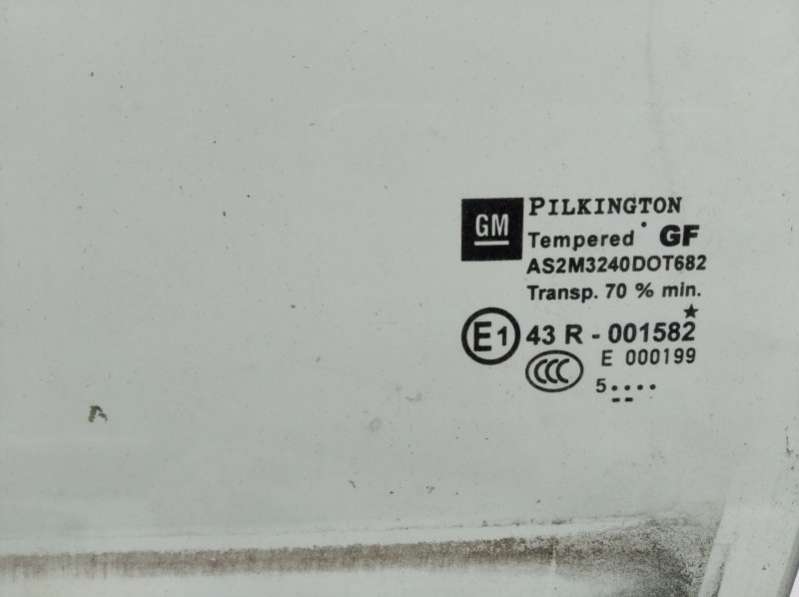 GM
PILKINGTON
Tempered GF
AS2M3240DOT682
Transp. 70 % min.
E1 43 R - 001582
CCC E 000199
5....
--